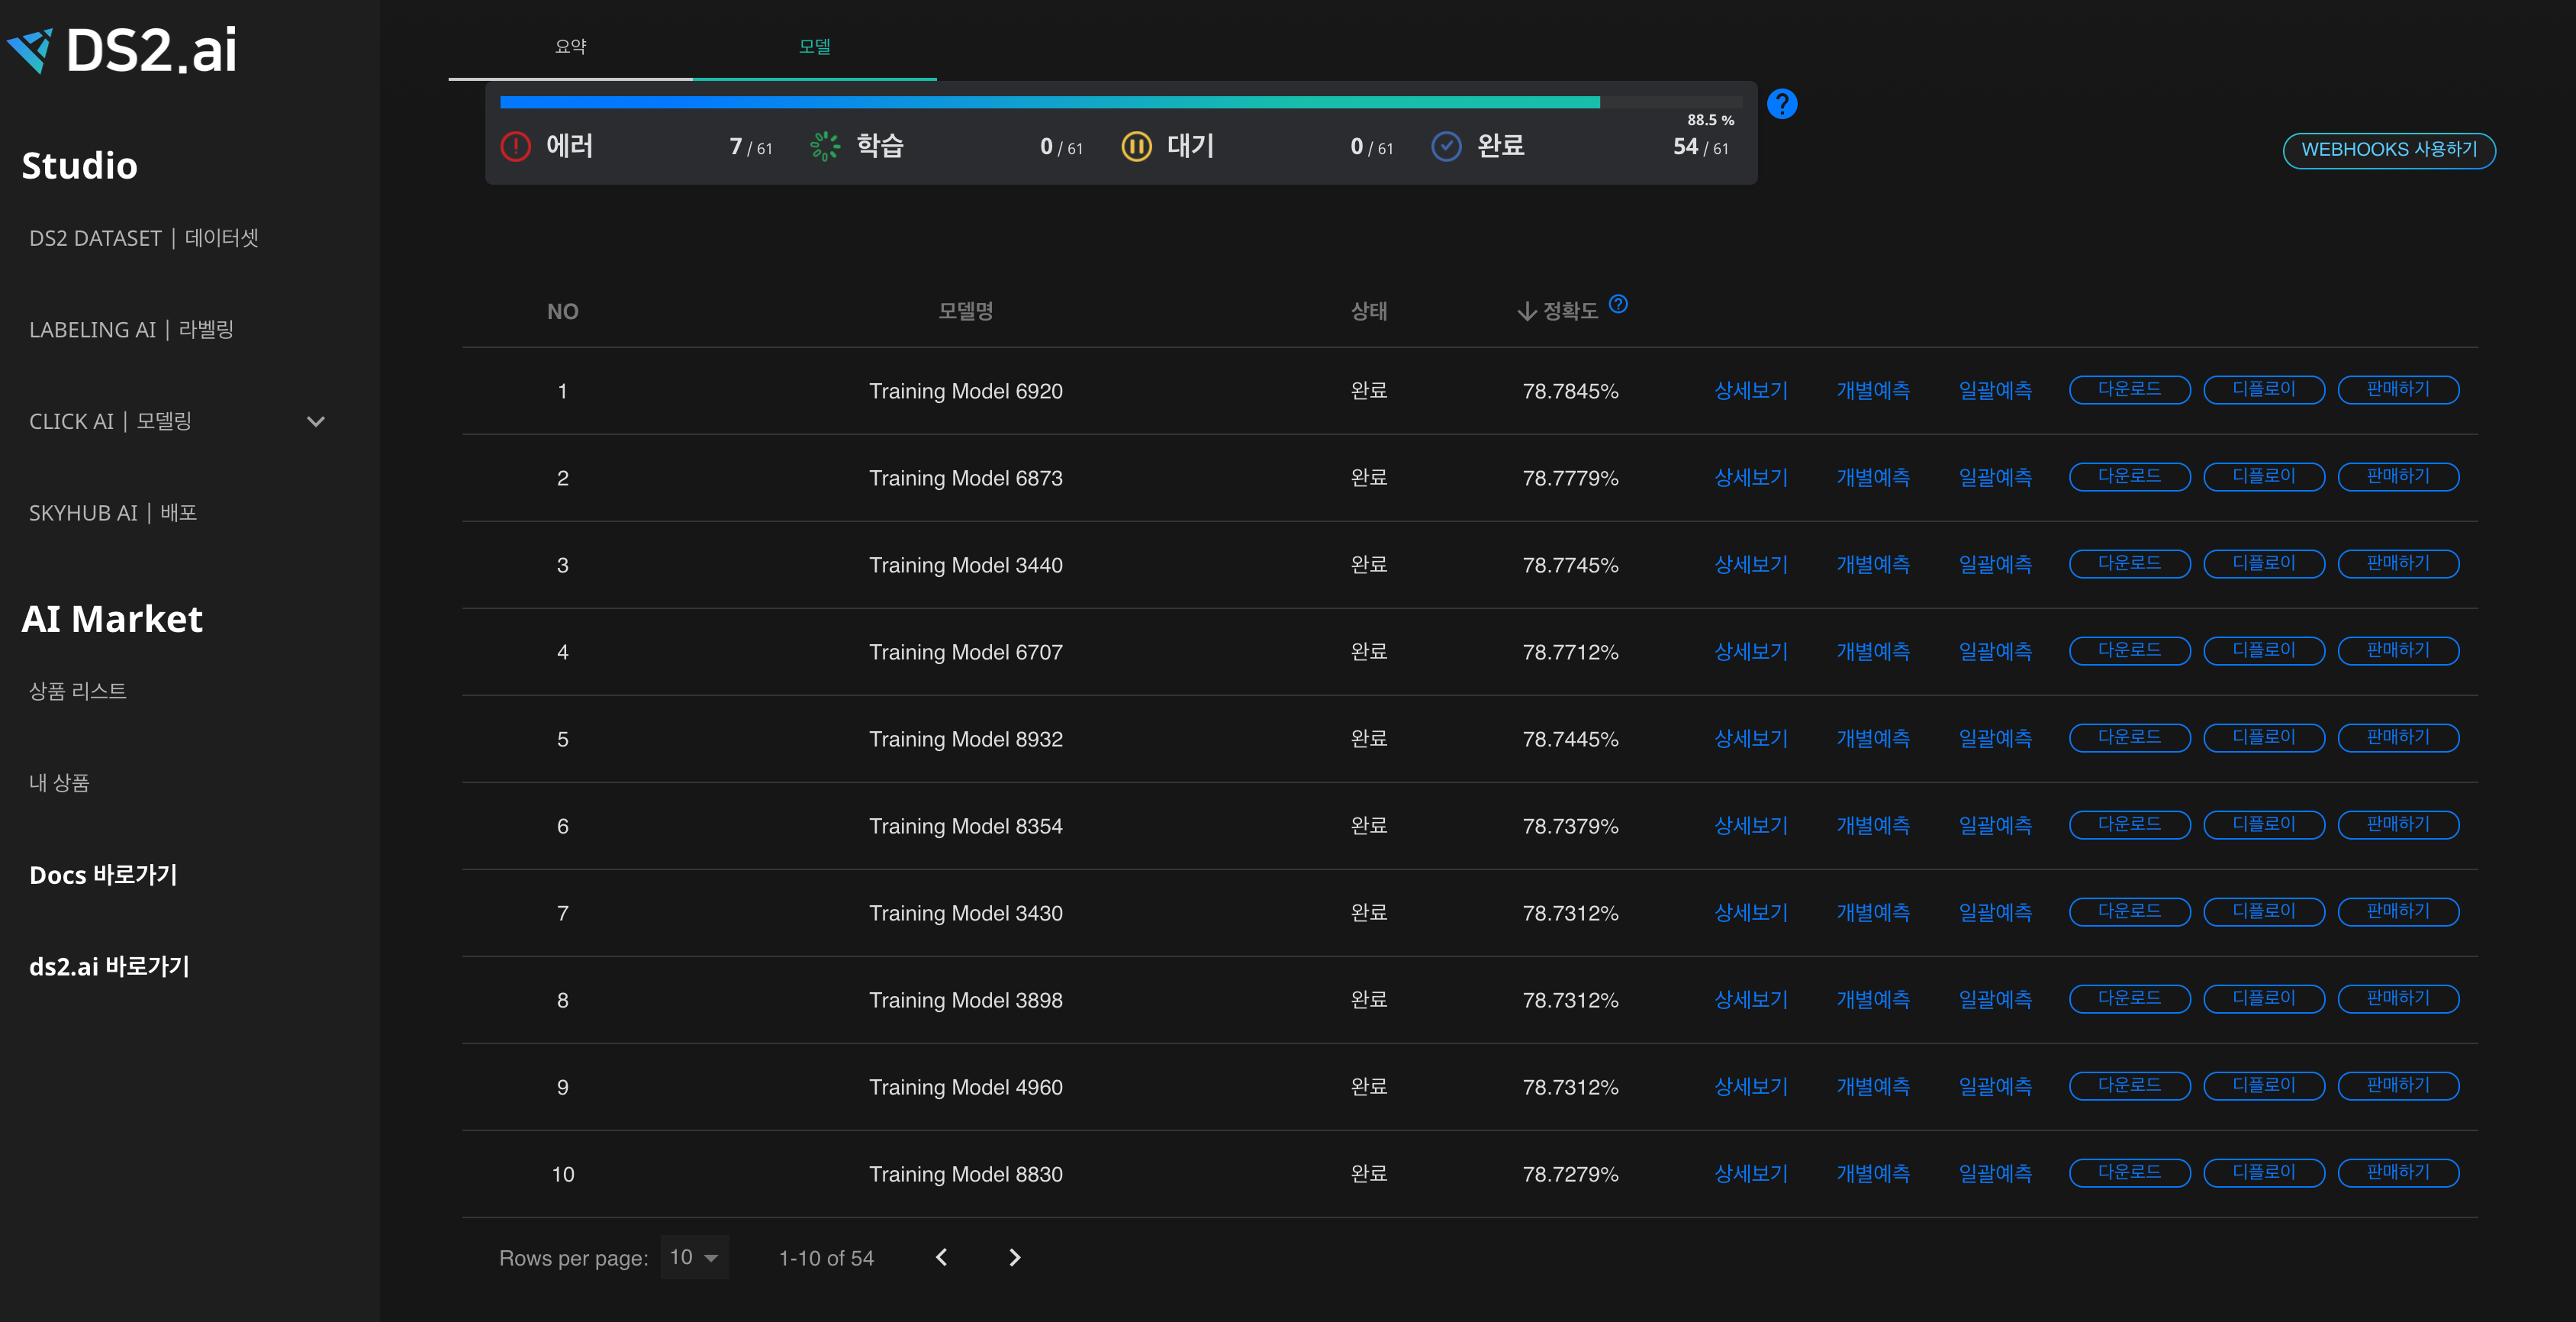 DS2.ai
Studio
DS2 DATASET | 데이터셋
LABELING AI | 라벨링
CLICK AI | 모델링
SKYHUB AI | 배포
AI Market
상품 리스트
내 상품
Docs 바로가기
ds2.ai 바로가기
요약 모델
88.5 %
에러 7 / 61 학습 0 / 61 대기 0 / 61 완료 54 / 61
WEBHOOKS 사용하기
NO 모델명 상태 정확도
1 Training Model 6920 완료 78.7845% 상세보기 개별예측 일괄예측 다운로드 디플로이 판매하기
2 Training Model 6873 완료 78.7779% 상세보기 개별예측 일괄예측 다운로드 디플로이 판매하기
3 Training Model 3440 완료 78.7745% 상세보기 개별예측 일괄예측 다운로드 디플로이 판매하기
4 Training Model 6707 완료 78.7712% 상세보기 개별예측 일괄예측 다운로드 디플로이 판매하기
5 Training Model 8932 완료 78.7445% 상세보기 개별예측 일괄예측 다운로드 디플로이 판매하기
6 Training Model 8354 완료 78.7379% 상세보기 개별예측 일괄예측 다운로드 디플로이 판매하기
7 Training Model 3430 완료 78.7312% 상세보기 개별예측 일괄예측 다운로드 디플로이 판매하기
8 Training Model 3898 완료 78.7312% 상세보기 개별예측 일괄예측 다운로드 디플로이 판매하기
9 Training Model 4960 완료 78.7312% 상세보기 개별예측 일괄예측 다운로드 디플로이 판매하기
10 Training Model 8830 완료 78.7279% 상세보기 개별예측 일괄예측 다운로드 디플로이 판매하기
Rows per page: 10 1-10 of 54